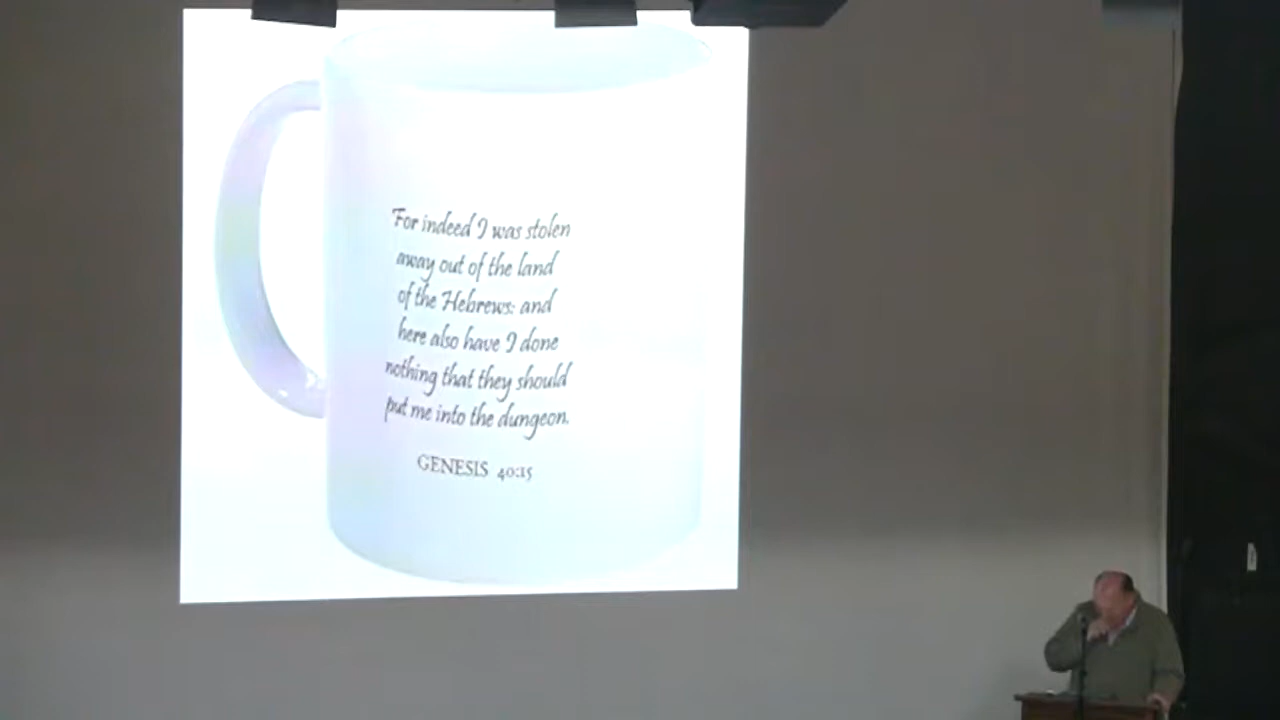 For indeed I was stolen
away out of the land
of the Hebrews: and
here also have I done
nothing that they should
put me into the dungeon.
GENESIS 40:15